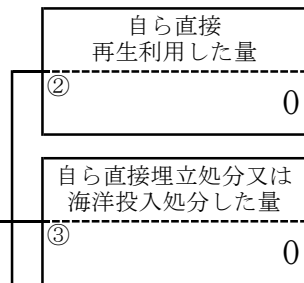 自ら直接
再生利用した量
②
0
自ら直接埋立処分又は
海洋投入処分した量
③
0